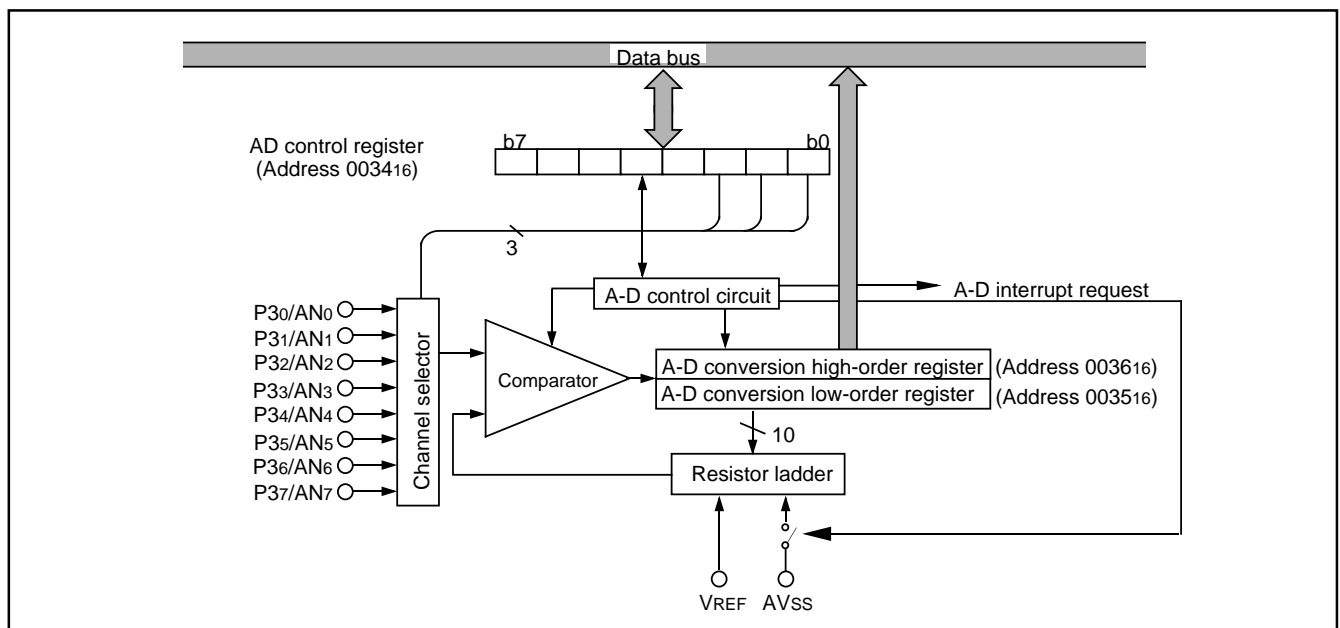 Data bus
b7 b0
AD control register
(Address 003416)
3
A-D control circuit
A-D interrupt request
P30/AN0
P31/AN1
P32/AN2
P33/AN3
P34/AN4
P35/AN5
P36/AN6
P37/AN7
Channel selector
Comparator
A-D conversion high-order register (Address 003616)
A-D conversion low-order register (Address 003516)
10
Resistor ladder
VREF AVSS